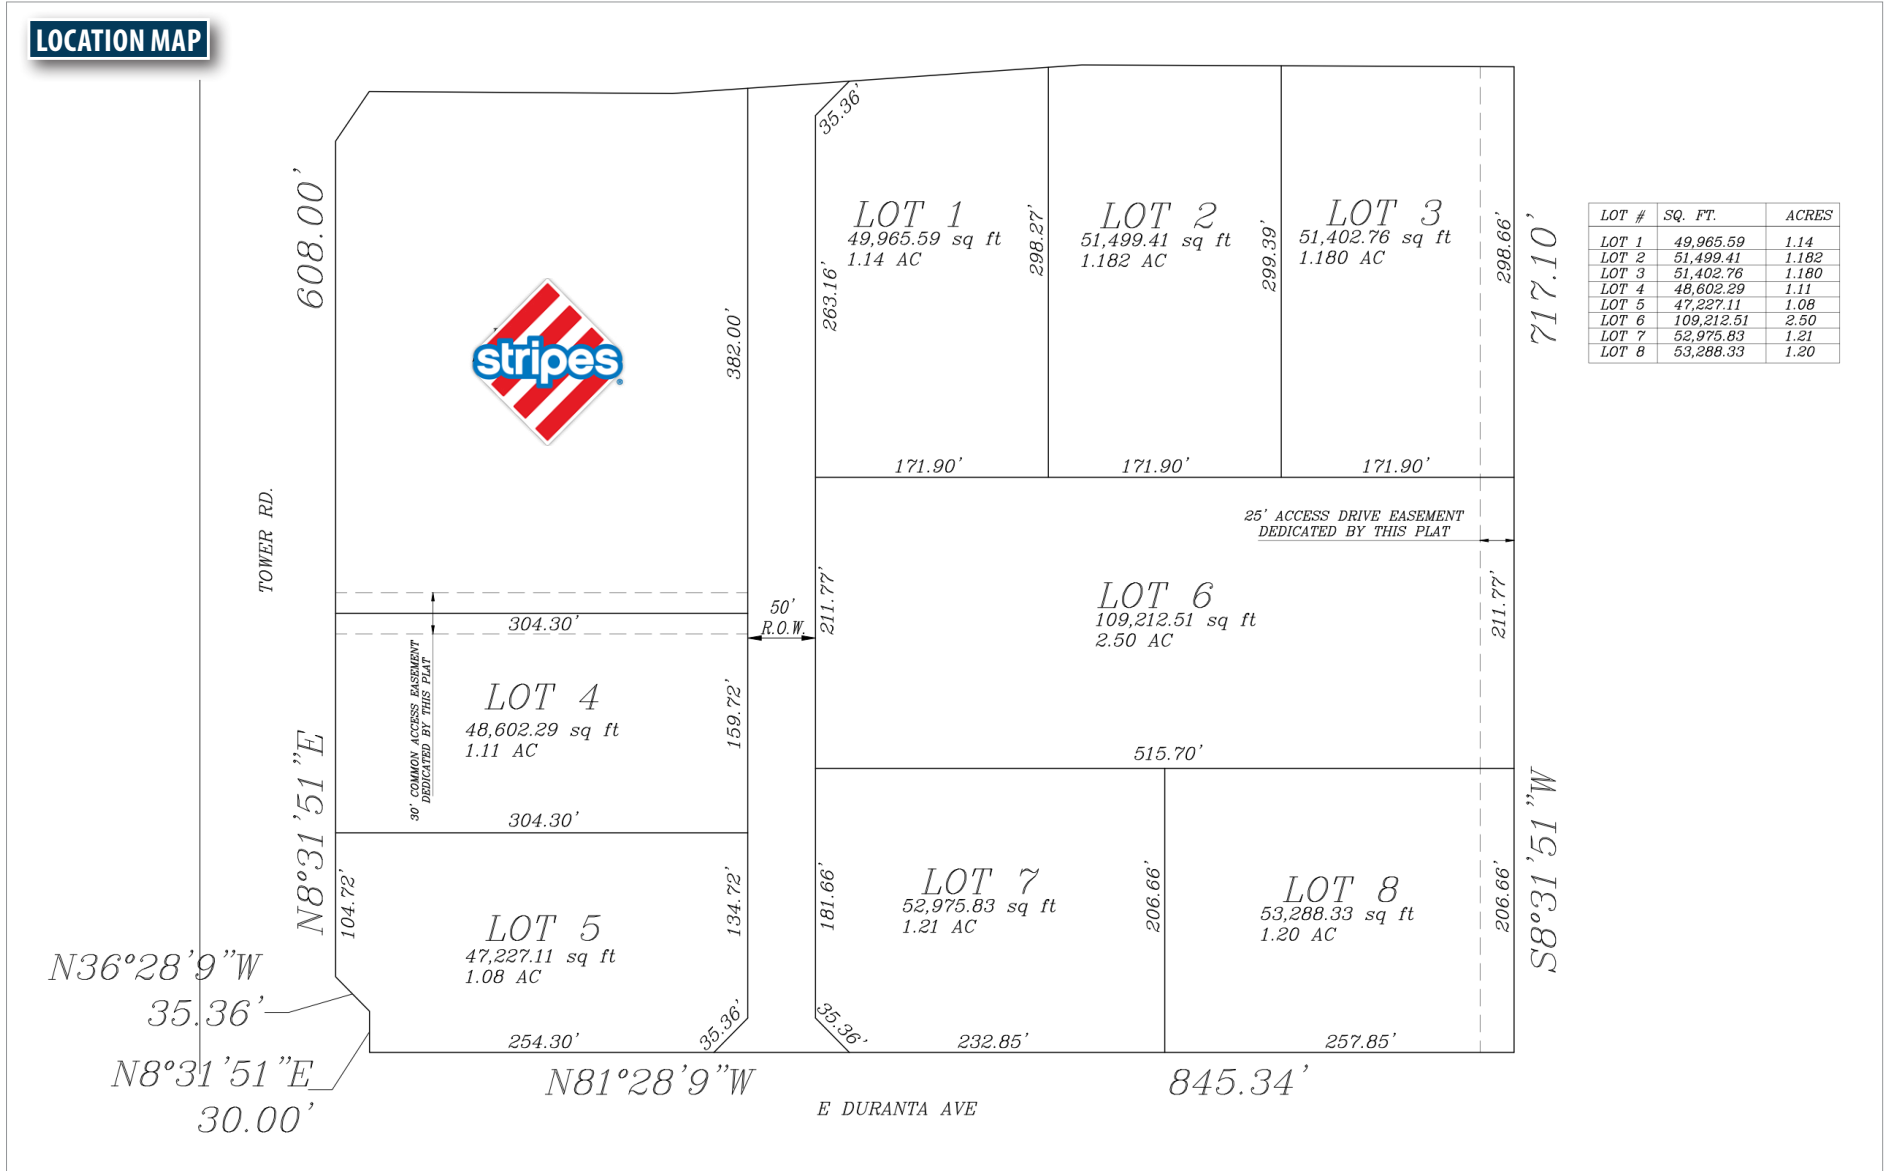 LOCATION MAP
608.00'
TOWER RD.
N8°31'51"E
N36°28'9"W
35.36'
N8°31'51"E
30.00'
stripes
®
382.00'
304.30'
50'
R.O.W.
30' COMMON ACCESS EASEMENT
DEDICATED BY THIS PLAT
LOT 4
48,602.29 sq ft
1.11 AC
159.72'
304.30'
104.72'
LOT 5
47,227.11 sq ft
1.08 AC
134.72'
254.30'
35.36'
35.36'
LOT 1
49,965.59 sq ft
1.14 AC
263.16'
298.27'
171.90'
LOT 2
51,499.41 sq ft
1.182 AC
299.39'
171.90'
LOT 3
51,402.76 sq ft
1.180 AC
298.66'
171.90'
717.10'
25' ACCESS DRIVE EASEMENT
DEDICATED BY THIS PLAT
211.77'
LOT 6
109,212.51 sq ft
2.50 AC
211.77'
515.70'
181.66'
LOT 7
52,975.83 sq ft
1.21 AC
206.66'
35.36'
232.85'
LOT 8
53,288.33 sq ft
1.20 AC
206.66'
257.85'
S8°31'51"W
N81°28'9"W
845.34'
E DURANTA AVE
LOT # SQ. FT. ACRES
LOT 1 49,965.59 1.14
LOT 2 51,499.41 1.182
LOT 3 51,402.76 1.180
LOT 4 48,602.29 1.11
LOT 5 47,227.11 1.08
LOT 6 109,212.51 2.50
LOT 7 52,975.83 1.21
LOT 8 53,288.33 1.20